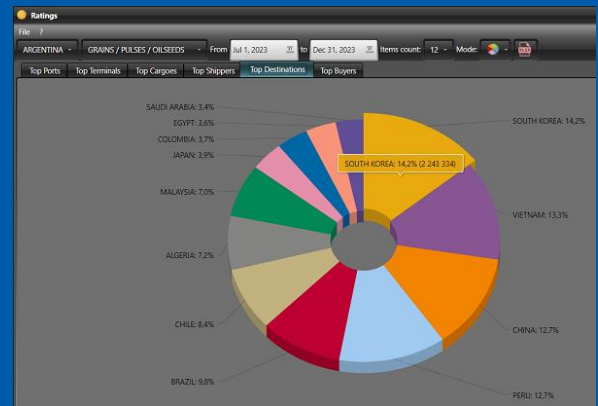 Ratings
File ?
ARGENTINA GRAINS / PULSES / OILSEEDS From Jul 1, 2023 to Dec 31, 2023 Items count: 12 Mode:
Top Ports Top Terminals Top Cargoes Top Shippers Top Destinations Top Buyers
SAUDI ARABIA: 3,4%
SOUTH KOREA: 14,2%
EGYPT: 3,6%
COLOMBIA: 3,7%
JAPAN: 3,9%
SOUTH KOREA: 14,2% (2 243 334)
MALAYSIA: 7,0%
VIETNAM: 13,3%
ALGERIA: 7,2%
CHILE: 8,4%
CHINA: 12,7%
BRAZIL: 9,8%
PERU: 12,7%